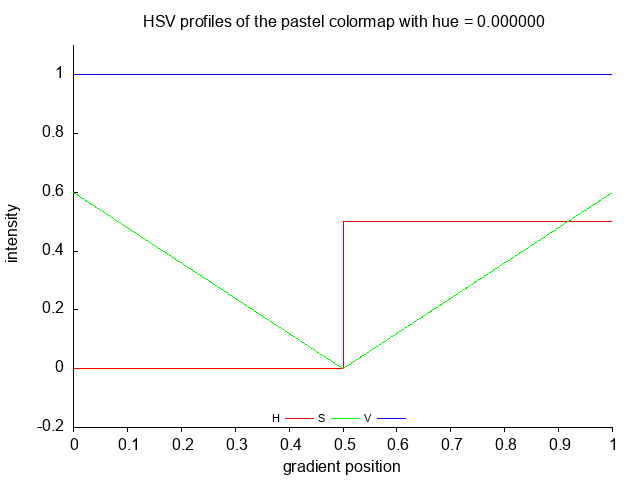 HSV profiles of the pastel colormap with hue = 0.000000
1
0.8
0.6
0.4
0.2
0
-0.2
intensity
H S V
0 0.1 0.2 0.3 0.4 0.5 0.6 0.7 0.8 0.9 1
gradient position